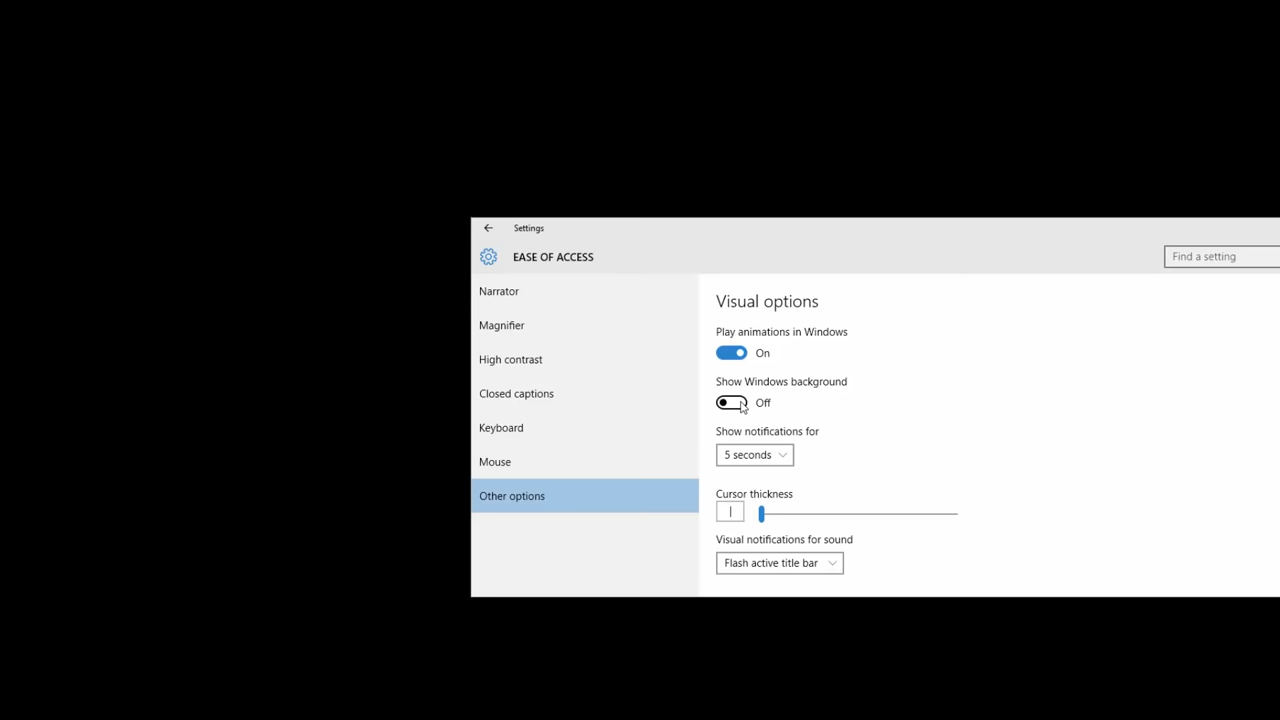 Settings
EASE OF ACCESS
Find a setting
Narrator
Magnifier
High contrast
Closed captions
Keyboard
Mouse
Other options
Visual options
Play animations in Windows
On
Show Windows background
Off
Show notifications for
5 seconds
Cursor thickness
Visual notifications for sound
Flash active title bar